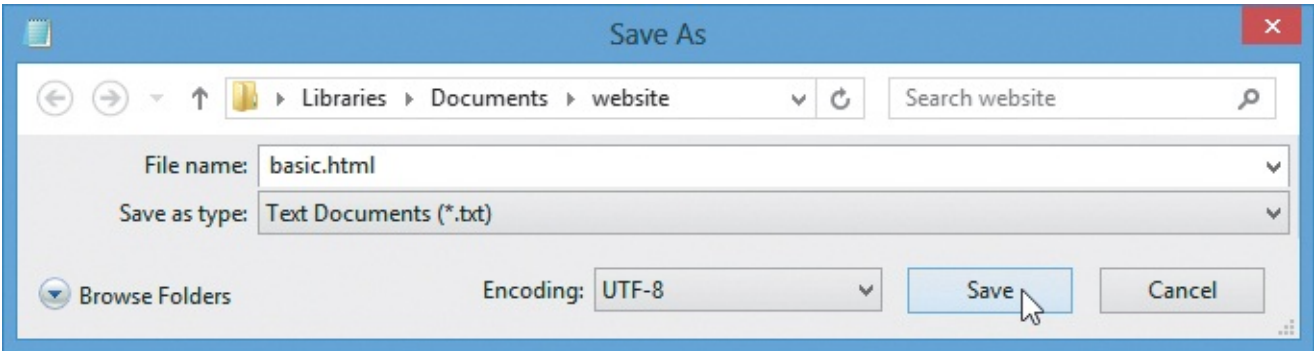 Save As
Libraries Documents website Search website
File name: basic.html
Save as type: Text Documents (*.txt)
Browse Folders Encoding: UTF-8 Save Cancel